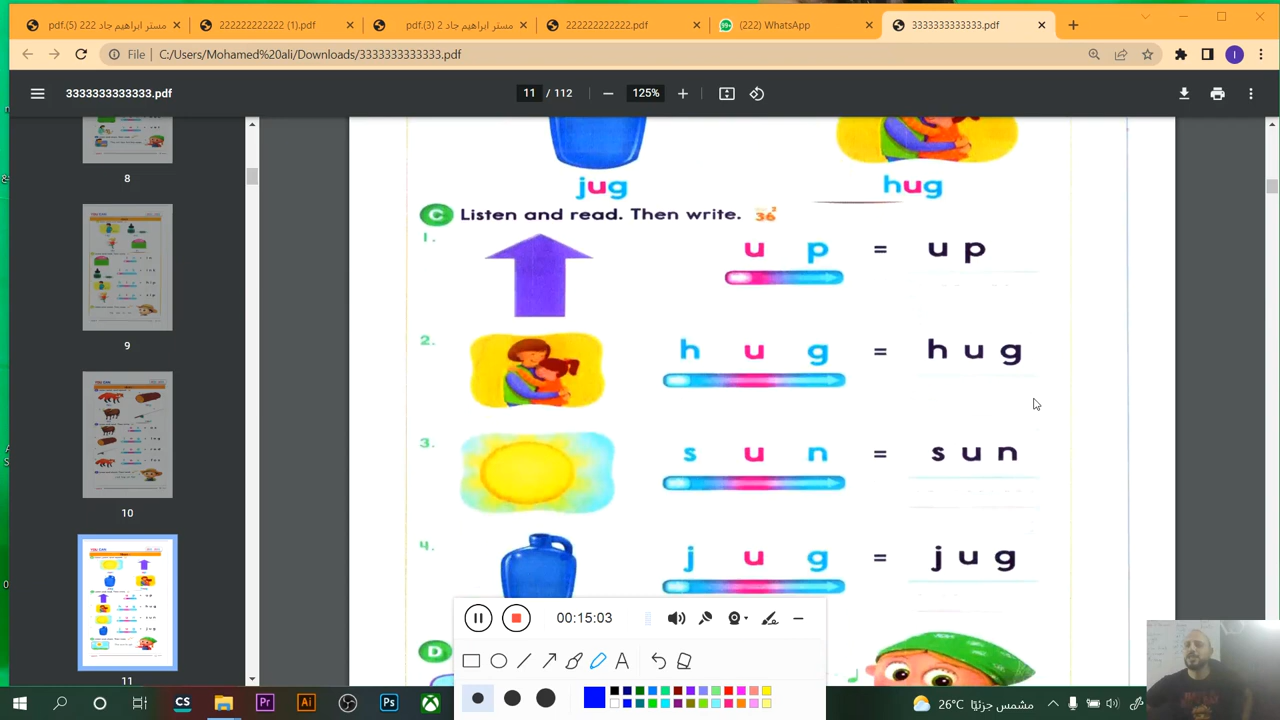 مستر ابراهيم جاد 222 (5).pdf
222222222222 (1).pdf
مستر ابراهيم جاد 2 (3).pdf
222222222222.pdf
(222) WhatsApp
3333333333333.pdf
File C:/Users/Mohamed%20ali/Downloads/3333333333333.pdf
3333333333333.pdf
11 / 112
125%
8
9
10
11
jug
hug
C Listen and read. Then write. 36
1.
u p = u p
2.
h u g = h u g
3.
s u n = s u n
4.
j u g = j u g
D
00:15:03
26°C مشمس جزئيًا